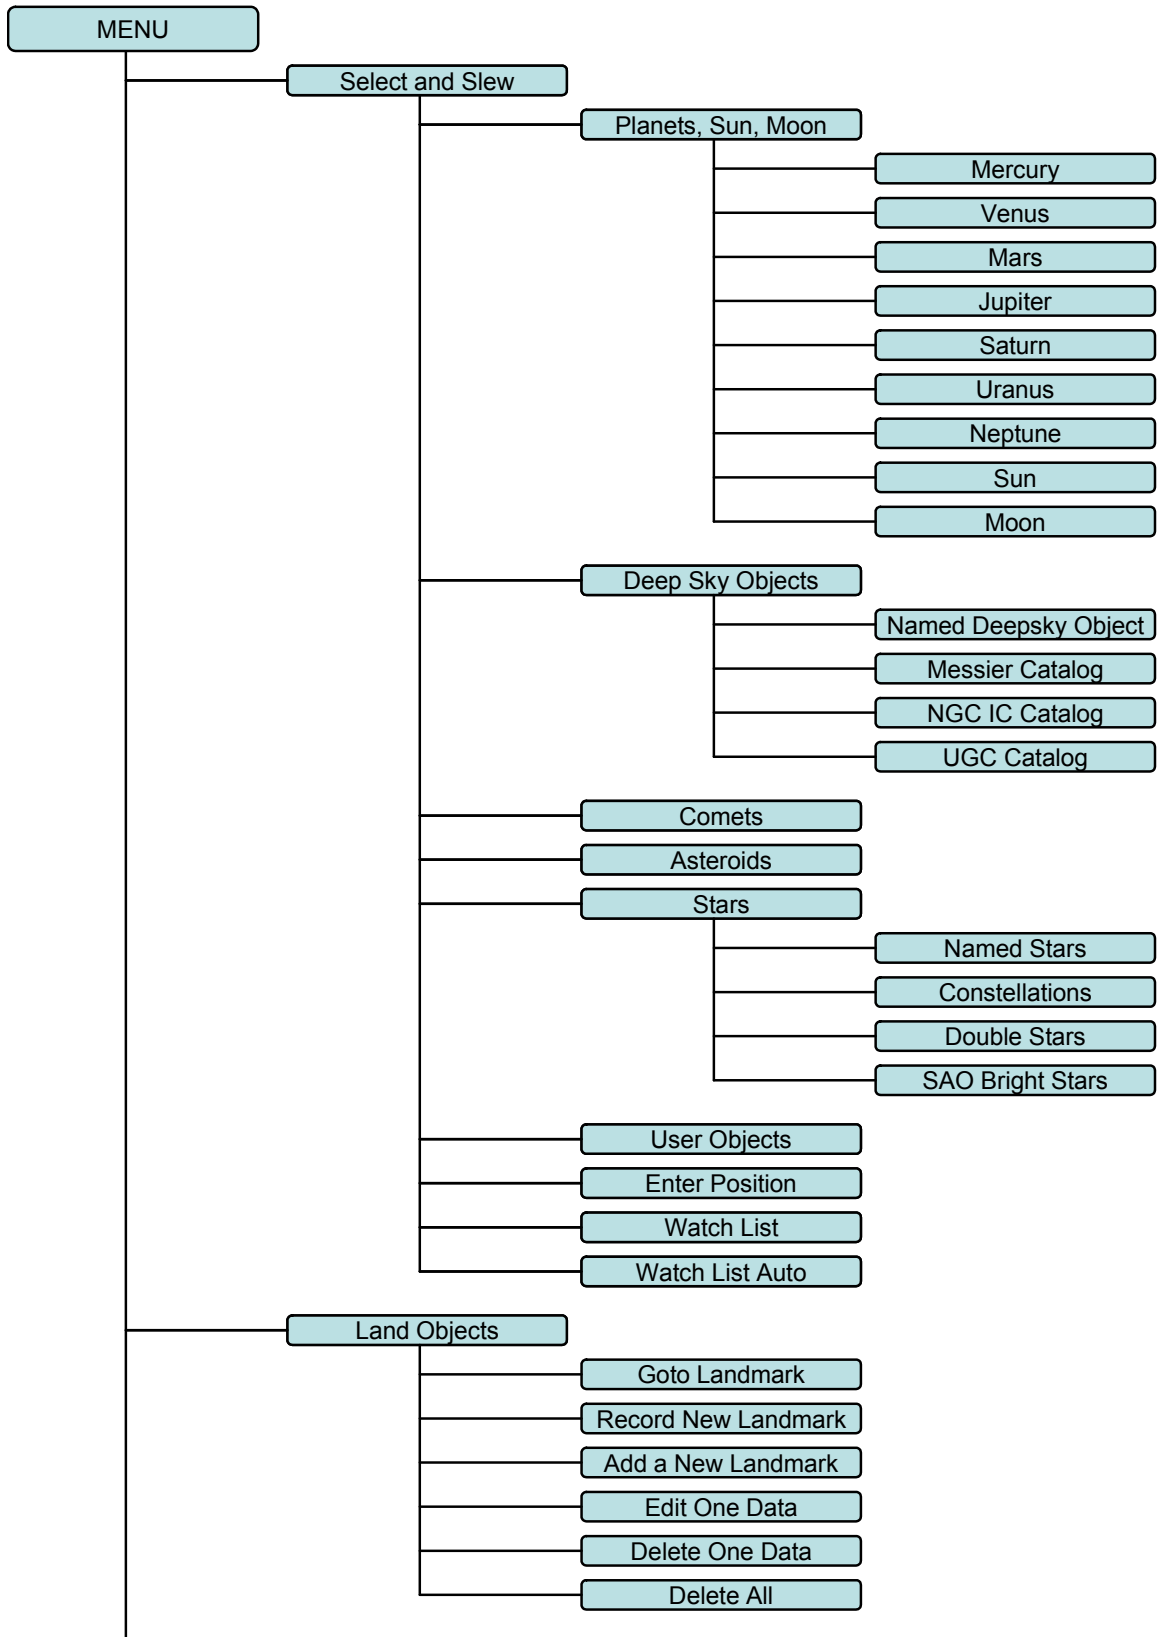 MENU
Select and Slew
Planets, Sun, Moon
Mercury
Venus
Mars
Jupiter
Saturn
Uranus
Neptune
Sun
Moon
Deep Sky Objects
Named Deepsky Object
Messier Catalog
NGC IC Catalog
UGC Catalog
Comets
Asteroids
Stars
Named Stars
Constellations
Double Stars
SAO Bright Stars
User Objects
Enter Position
Watch List
Watch List Auto
Land Objects
Goto Landmark
Record New Landmark
Add a New Landmark
Edit One Data
Delete One Data
Delete All